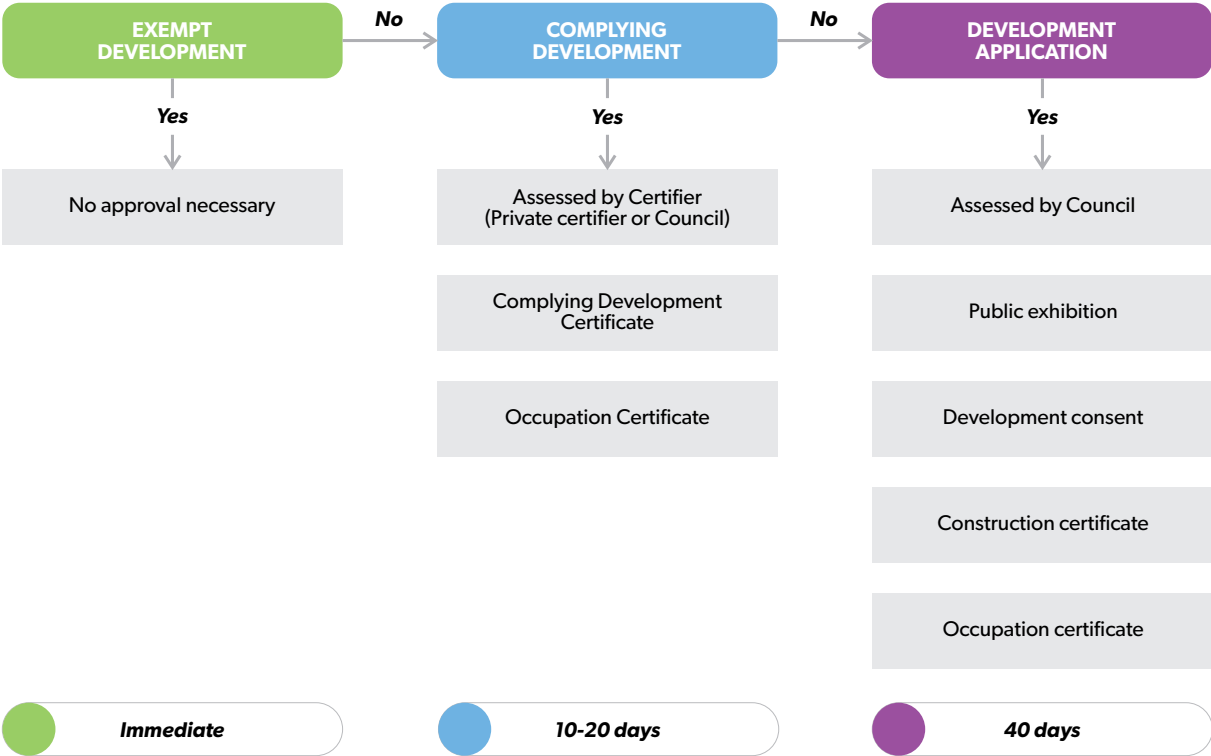 EXEMPT
DEVELOPMENT
No
COMPLYING
DEVELOPMENT
No
DEVELOPMENT
APPLICATION
Yes
Yes
Yes
No approval necessary
Assessed by Certifier
(Private certifier or Council)
Assessed by Council
Complying Development
Certificate
Public exhibition
Occupation Certificate
Development consent
Construction certificate
Occupation certificate
Immediate
10-20 days
40 days